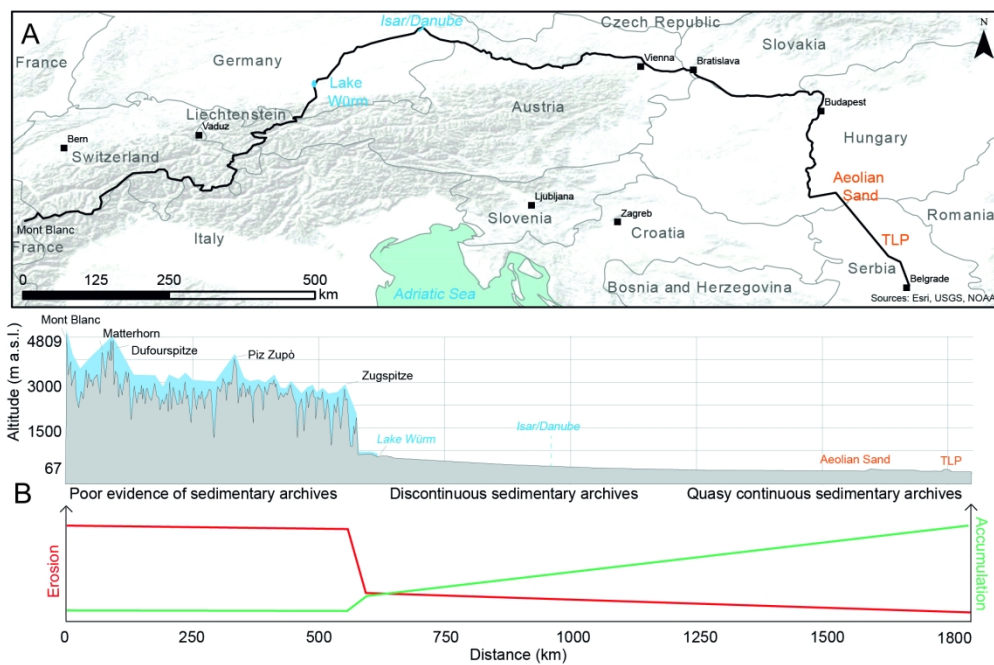 A
Isar/Danube
Czech Republic
N
France
Germany
Slovakia
Vienna
Bratislava
Lake
Würm
Liechtenstein
Austria
Budapest
Vaduz
Bern
Switzerland
Hungary
Aeolian
Sand
Ljubljana
Slovenia
Zagreb
Croatia
Romania
Mont Blanc
France
Italy
TLP
Serbia
0 125 250 500
km
Adriatic Sea
Bosnia and Herzegovina
Belgrade
Sources: Esri, USGS, NOAA
Mont Blanc
Matterhorn
Dufourspitze
Piz Zupò
Zugspitze
Altitude (m a.s.l.)
4809
3000
1500
67
Isar/Danube
Lake Würm
Aeolian Sand
TLP
B
Poor evidence of sedimentary archives
Discontinuous sedimentary archives
Quasy continuous sedimentary archives
Erosion
Accumulation
0 250 500 750 1000 1250 1500 1800
Distance (km)